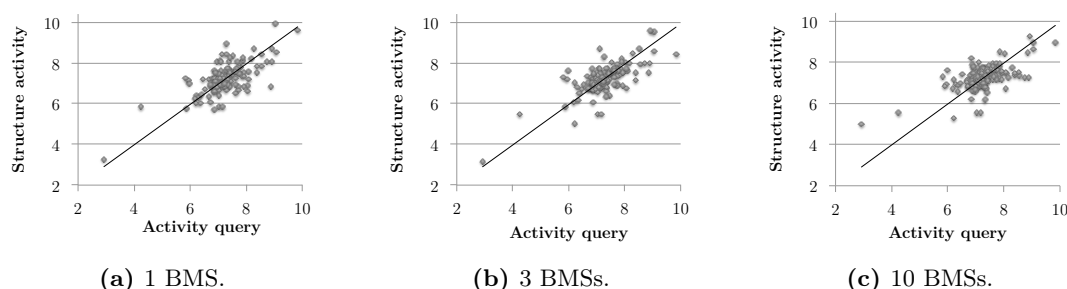 Structure activity
10
8
6
4
2
2 4 6 8 10
Activity query
(a) 1 BMS.
Structure activity
10
8
6
4
2
2 4 6 8 10
Activity query
(b) 3 BMSs.
Structure activity
10
8
6
4
2
2 4 6 8 10
Activity query
(c) 10 BMSs.